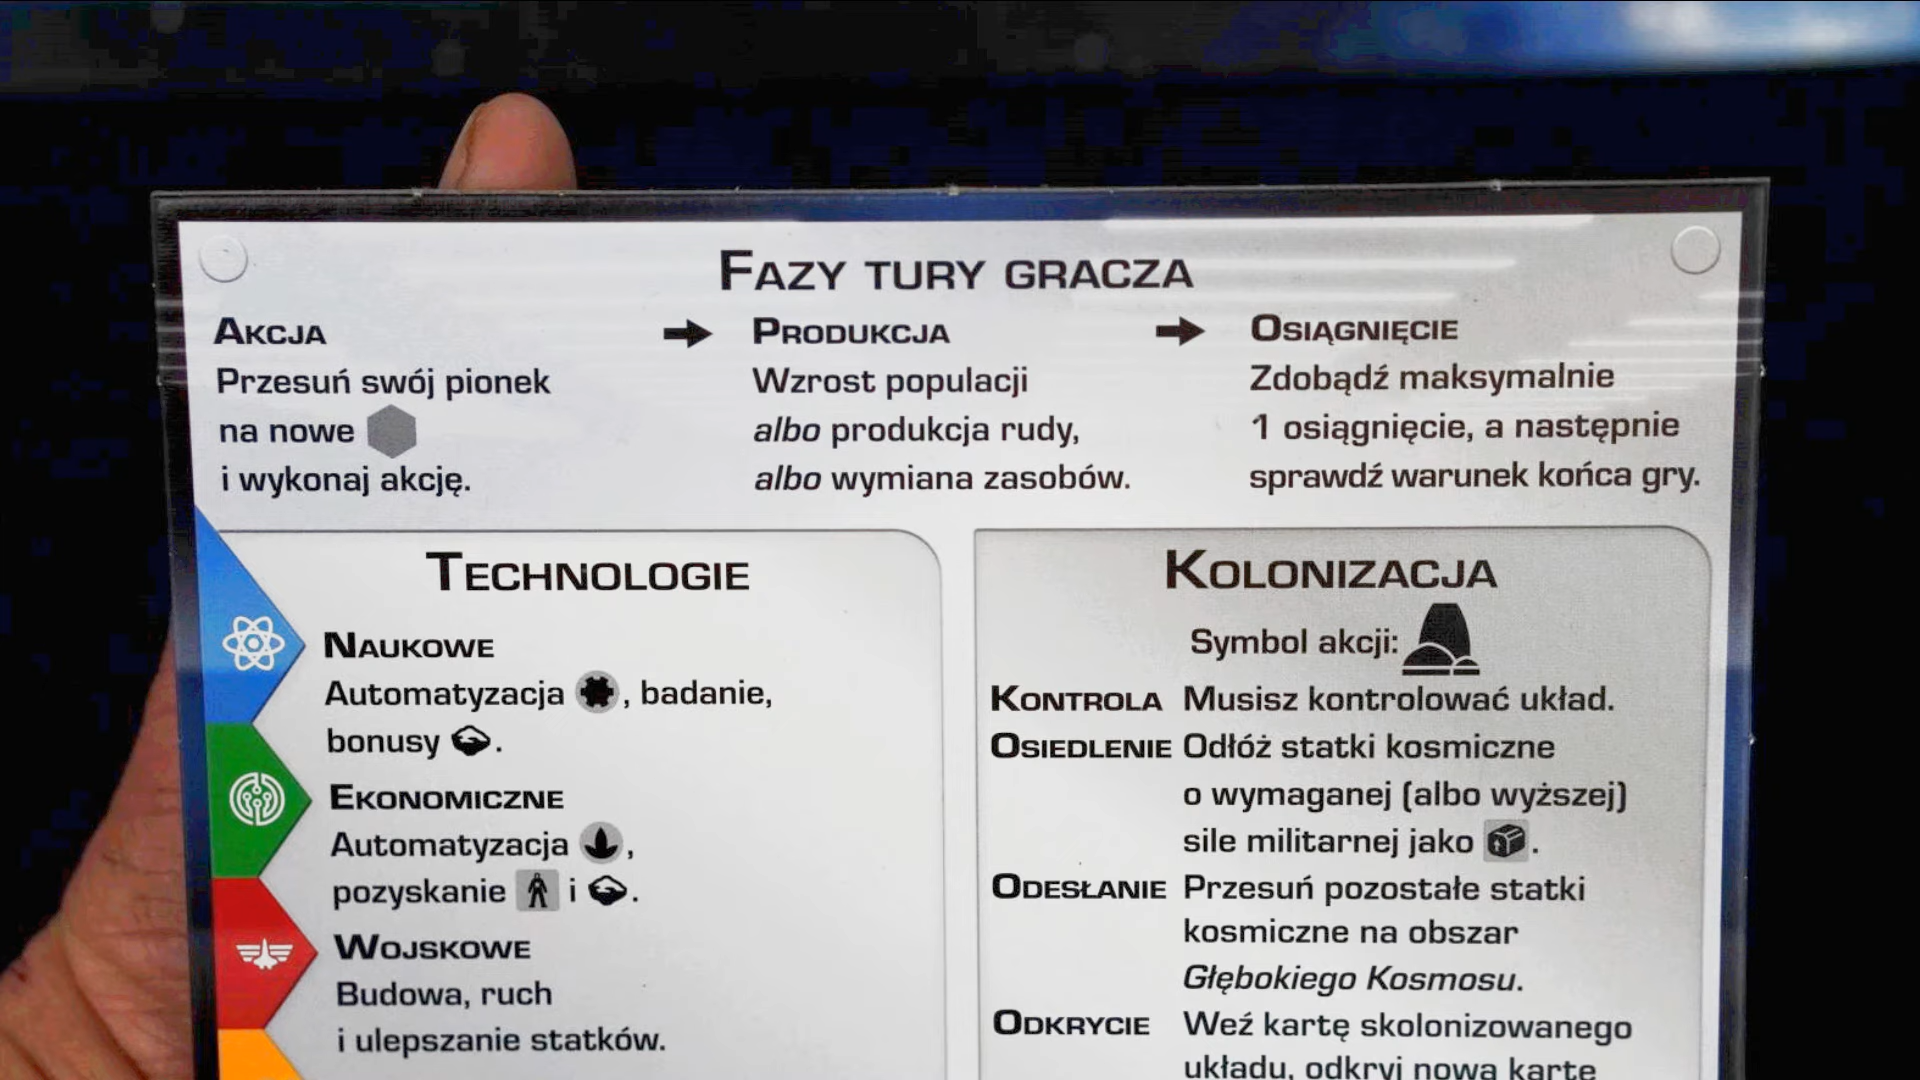 Fazy tury gracza
Akcja
Przesuń swój pionek
na nowe
i wykonaj akcję.
Produkcja
Wzrost populacji
albo produkcja rudy,
albo wymiana zasobów.
Osiągnięcie
Zdobądź maksymalnie
1 osiągnięcie, a następnie
sprawdź warunek końca gry.
Technologie
Naukowe
Automatyzacja , badanie,
bonusy .
Ekonomiczne
Automatyzacja ,
pozyskanie i .
Wojskowe
Budowa, ruch
i ulepszanie statków.
Kolonizacja
Symbol akcji:
Kontrola Musisz kontrolować układ.
Osiedlenie Odłóż statki kosmiczne
o wymaganej (albo wyższej)
sile militarnej jako .
Odesłanie Przesuń pozostałe statki
kosmiczne na obszar
Głębokiego Kosmosu.
Odkrycie Weź kartę skolonizowanego
układu, odkryj nową kartę